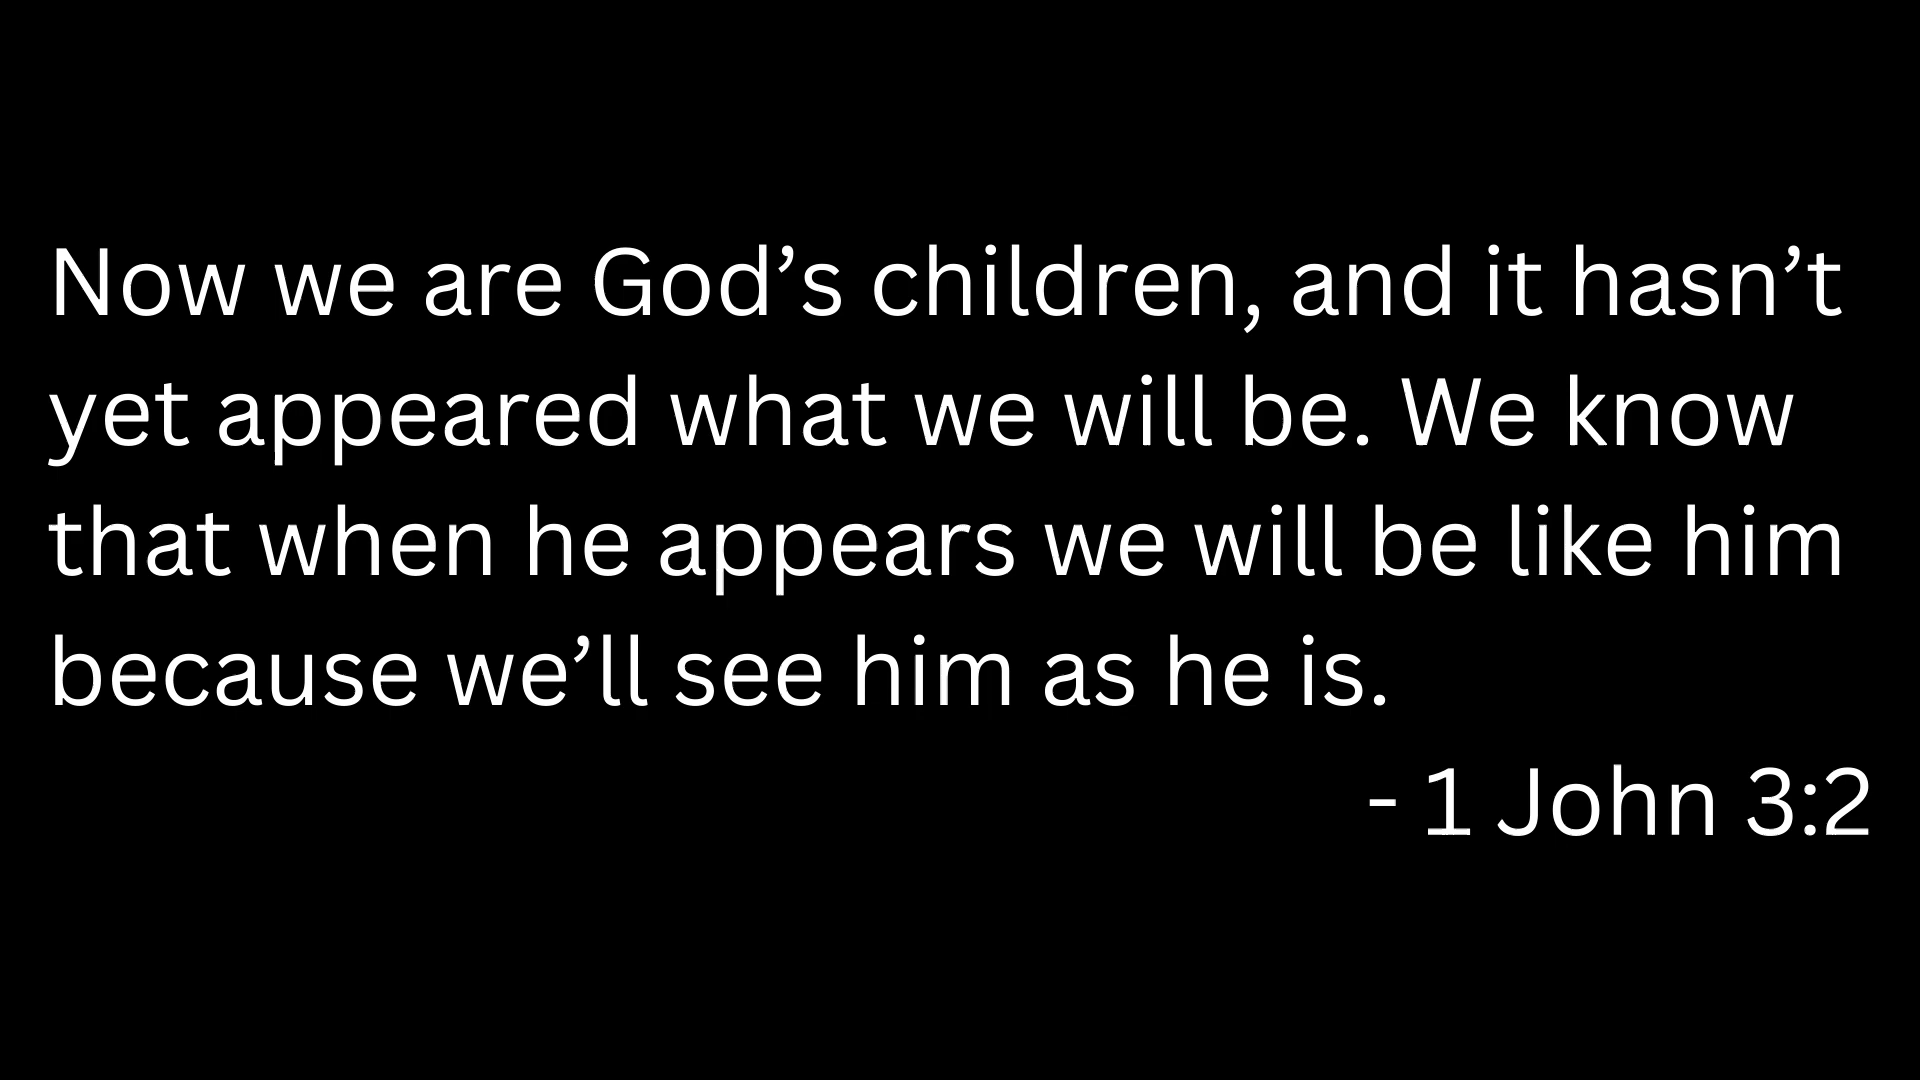 Now we are God’s children, and it hasn’t
yet appeared what we will be. We know
that when he appears we will be like him
because we’ll see him as he is.
- 1 John 3:2